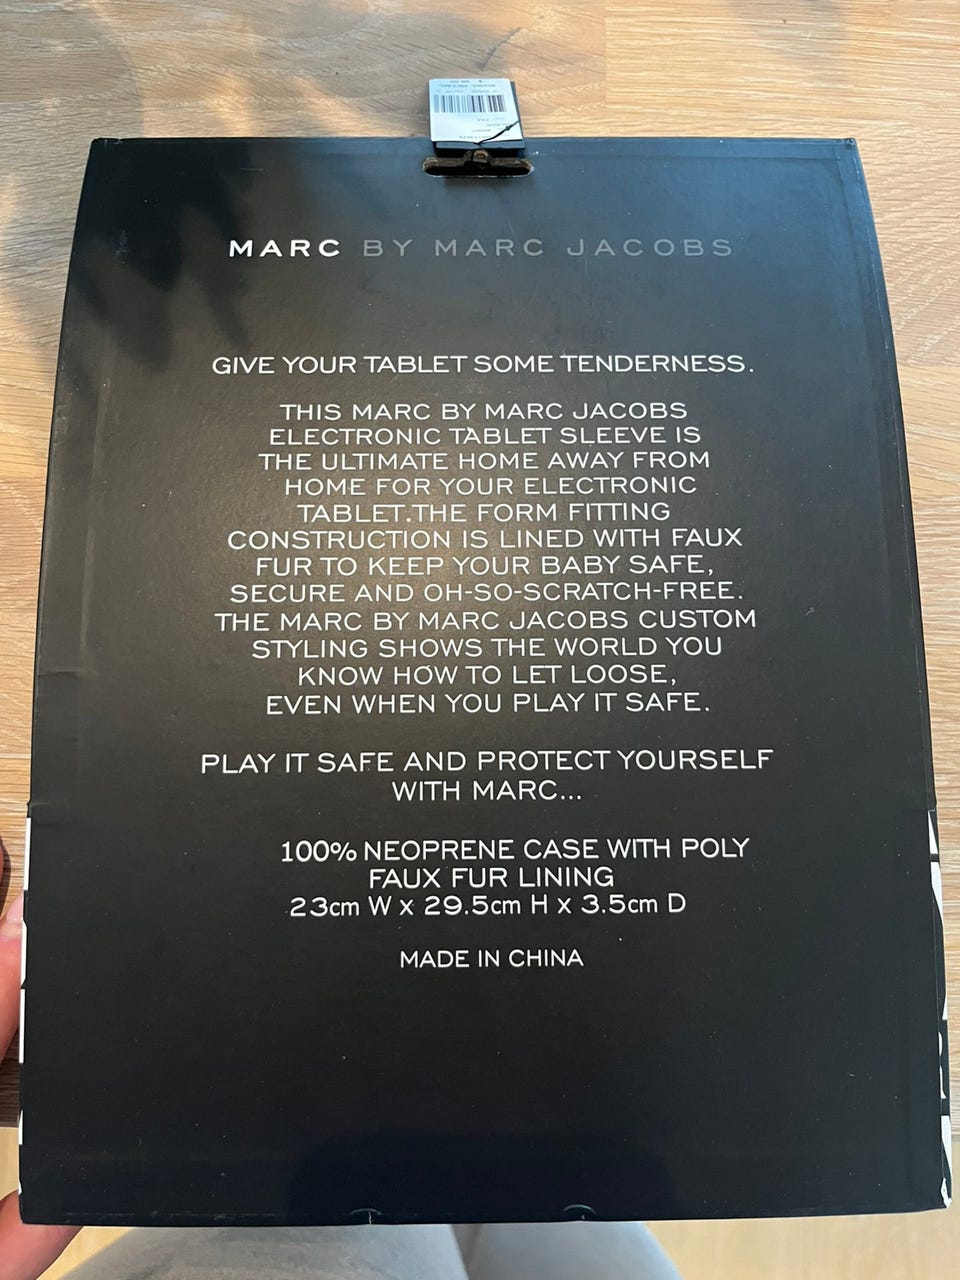 MARC BY MARC JACOBS
GIVE YOUR TABLET SOME TENDERNESS.
THIS MARC BY MARC JACOBS
ELECTRONIC TABLET SLEEVE IS
THE ULTIMATE HOME AWAY FROM
HOME FOR YOUR ELECTRONIC
TABLET.THE FORM FITTING
CONSTRUCTION IS LINED WITH FAUX
FUR TO KEEP YOUR BABY SAFE,
SECURE AND OH-SO-SCRATCH-FREE.
THE MARC BY MARC JACOBS CUSTOM
STYLING SHOWS THE WORLD YOU
KNOW HOW TO LET LOOSE,
EVEN WHEN YOU PLAY IT SAFE.
PLAY IT SAFE AND PROTECT YOURSELF
WITH MARC...
100% NEOPRENE CASE WITH POLY
FAUX FUR LINING
23cm W x 29.5cm H x 3.5cm D
MADE IN CHINA